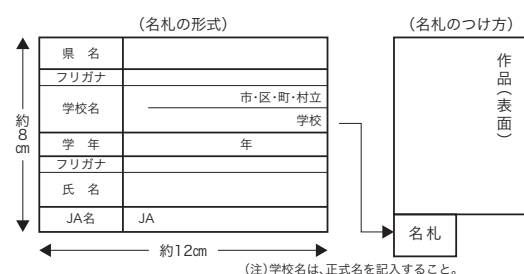 (名札の形式)
(名札のつけ方)
県 名
フリガナ
学校名
市・区・町・村立
学校
学 年
年
フリガナ
氏 名
JA名
JA
約8㎝
約12㎝
作品(表面)
名札
(注)学校名は、正式名を記入すること。